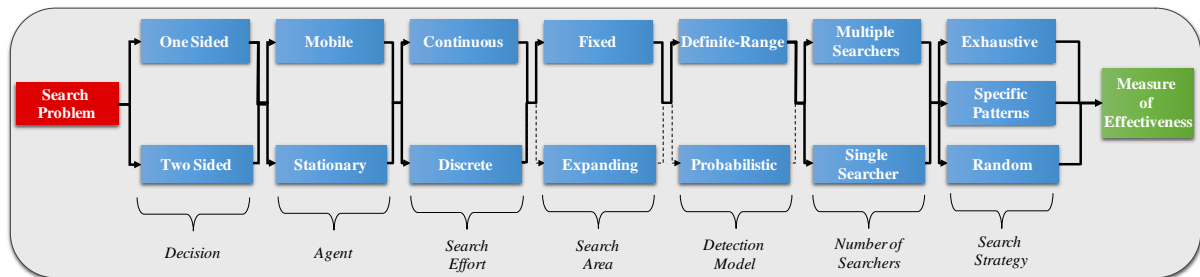 One Sided
Mobile
Continuous
Fixed
Definite-Range
Multiple
Searchers
Exhaustive
Search
Problem
Specific
Patterns
Measure
of
Effectiveness
Two Sided
Stationary
Discrete
Expanding
Probabilistic
Single
Searcher
Random
Decision
Agent
Search
Effort
Search
Area
Detection
Model
Number of
Searchers
Search
Strategy